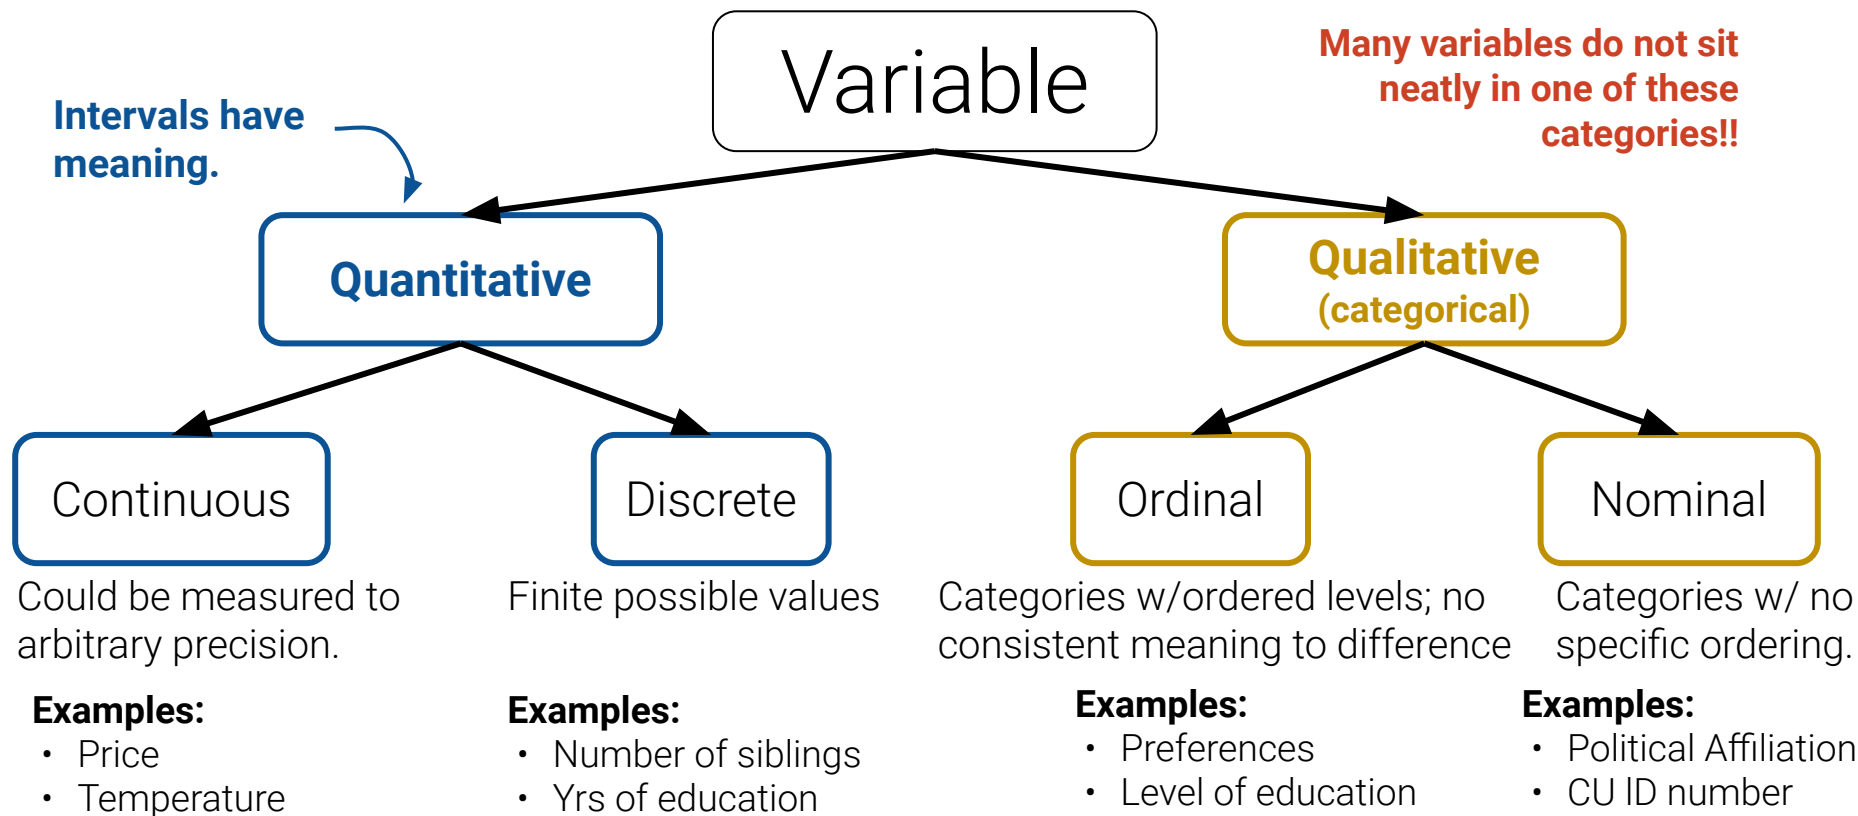 Variable
Many variables do not sit
neatly in one of these
categories!!
Intervals have
meaning.
Quantitative
Qualitative
(categorical)
Continuous
Discrete
Ordinal
Nominal
Could be measured to
arbitrary precision.
Finite possible values
Categories w/ordered levels; no
consistent meaning to difference
Categories w/ no
specific ordering.
Examples:
• Price
• Temperature
Examples:
• Number of siblings
• Yrs of education
Examples:
• Preferences
• Level of education
Examples:
• Political Affiliation
• CU ID number